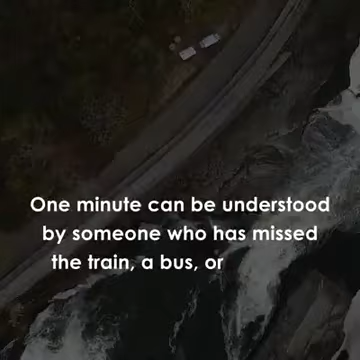 One minute can be understood
by someone who has missed
the train, a bus, or